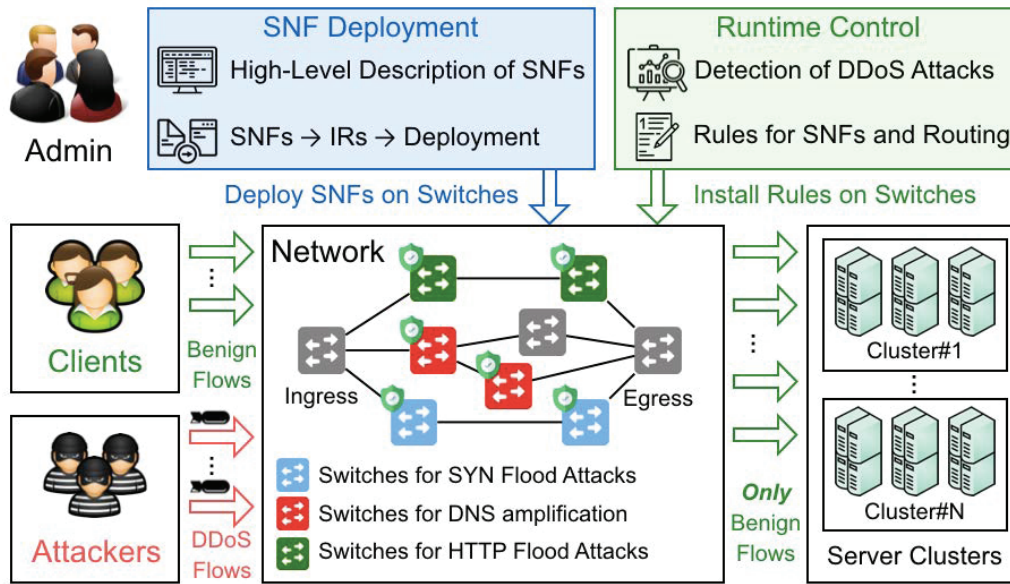 Admin
SNF Deployment
High-Level Description of SNFs
SNFs → IRs → Deployment
Runtime Control
Detection of DDoS Attacks
Rules for SNFs and Routing
Deploy SNFs on Switches
Install Rules on Switches
Clients
Benign
Flows
Attackers
DDoS
Flows
Network
Ingress
Egress
Switches for SYN Flood Attacks
Switches for DNS amplification
Switches for HTTP Flood Attacks
Only
Benign
Flows
Cluster#1
Cluster#N
Server Clusters